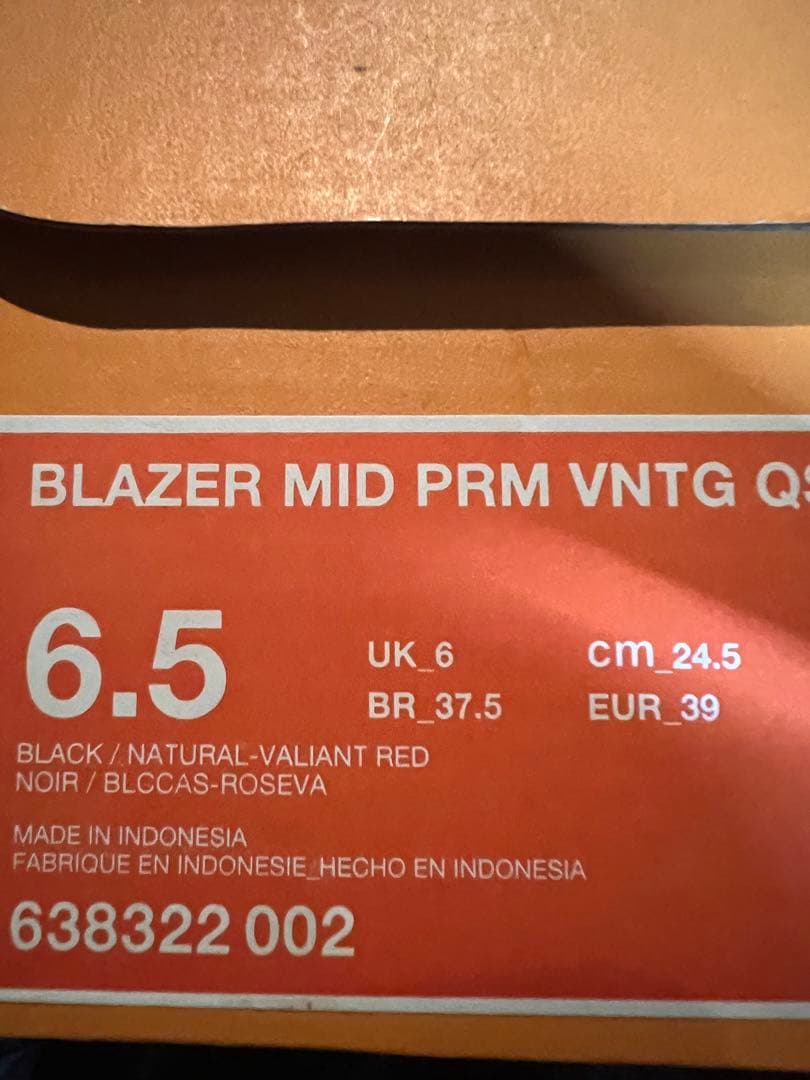 BLAZER MID PRM VNTG QS
6.5
UK_6 cm_24.5
BR_37.5 EUR_39
BLACK / NATURAL-VALIANT RED
NOIR / BLCCAS-ROSEVA
MADE IN INDONESIA
FABRIQUE EN INDONESIE_HECHO EN INDONESIA
638322 002